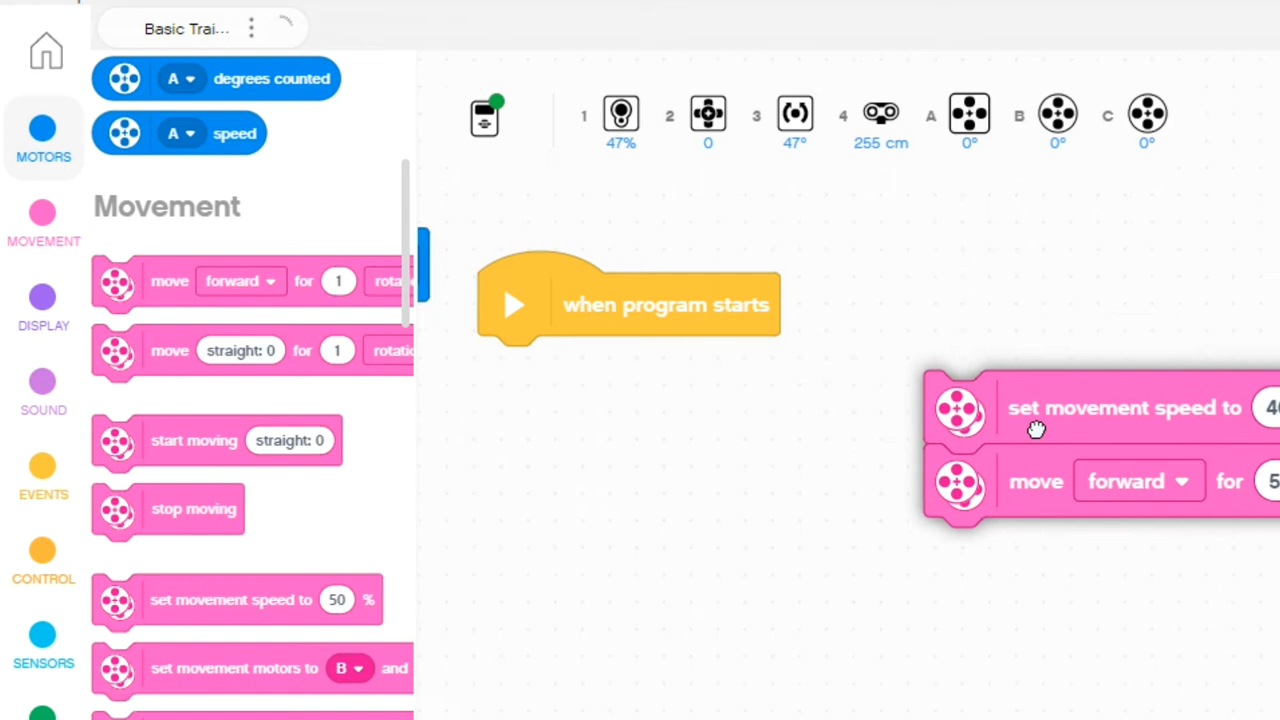 Basic Trai...
A degrees counted
A speed
MOTORS
Movement
MOVEMENT
move forward for 1
move straight: 0 for 1
DISPLAY
SOUND
start moving straight: 0
EVENTS
stop moving
CONTROL
set movement speed to 50 %
SENSORS
set movement motors to B and
1 2 3 4 A B C
47% 0 47° 255 cm 0° 0° 0°
when program starts
set movement speed to
move forward for